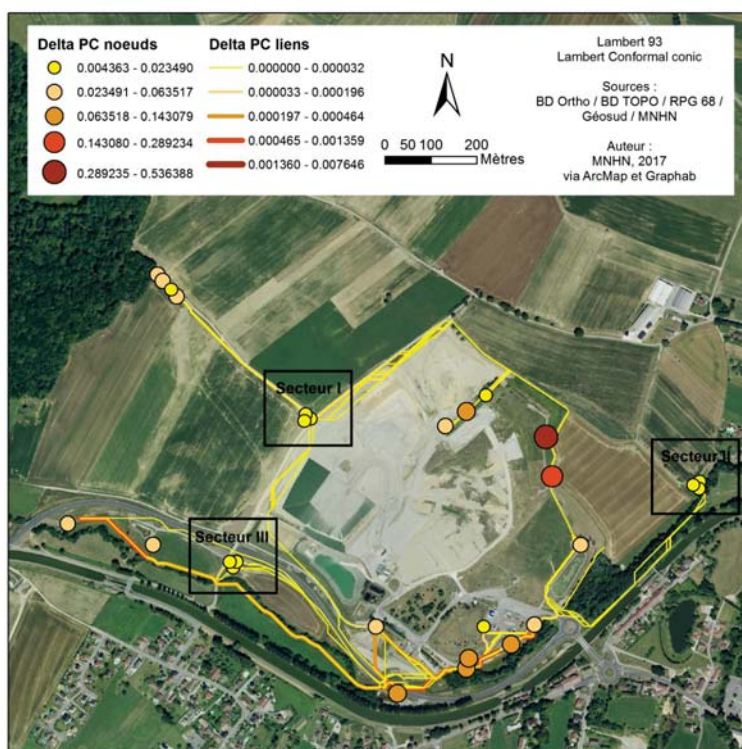 Delta PC noeuds
0.004363 - 0.023490
0.023491 - 0.063517
0.063518 - 0.143079
0.143080 - 0.289234
0.289235 - 0.536388
Delta PC liens
0.000000 - 0.000032
0.000033 - 0.000196
0.000197 - 0.000464
0.000465 - 0.001359
0.001360 - 0.007646
N
0 50 100 200
Mètres
Lambert 93
Lambert Conformal conic
Sources :
BD Ortho / BD TOPO / RPG 68 /
Géosud / MNHN
Auteur :
MNHN, 2017
via ArcMap et Graphab
Secteur I
Secteur II
Secteur III